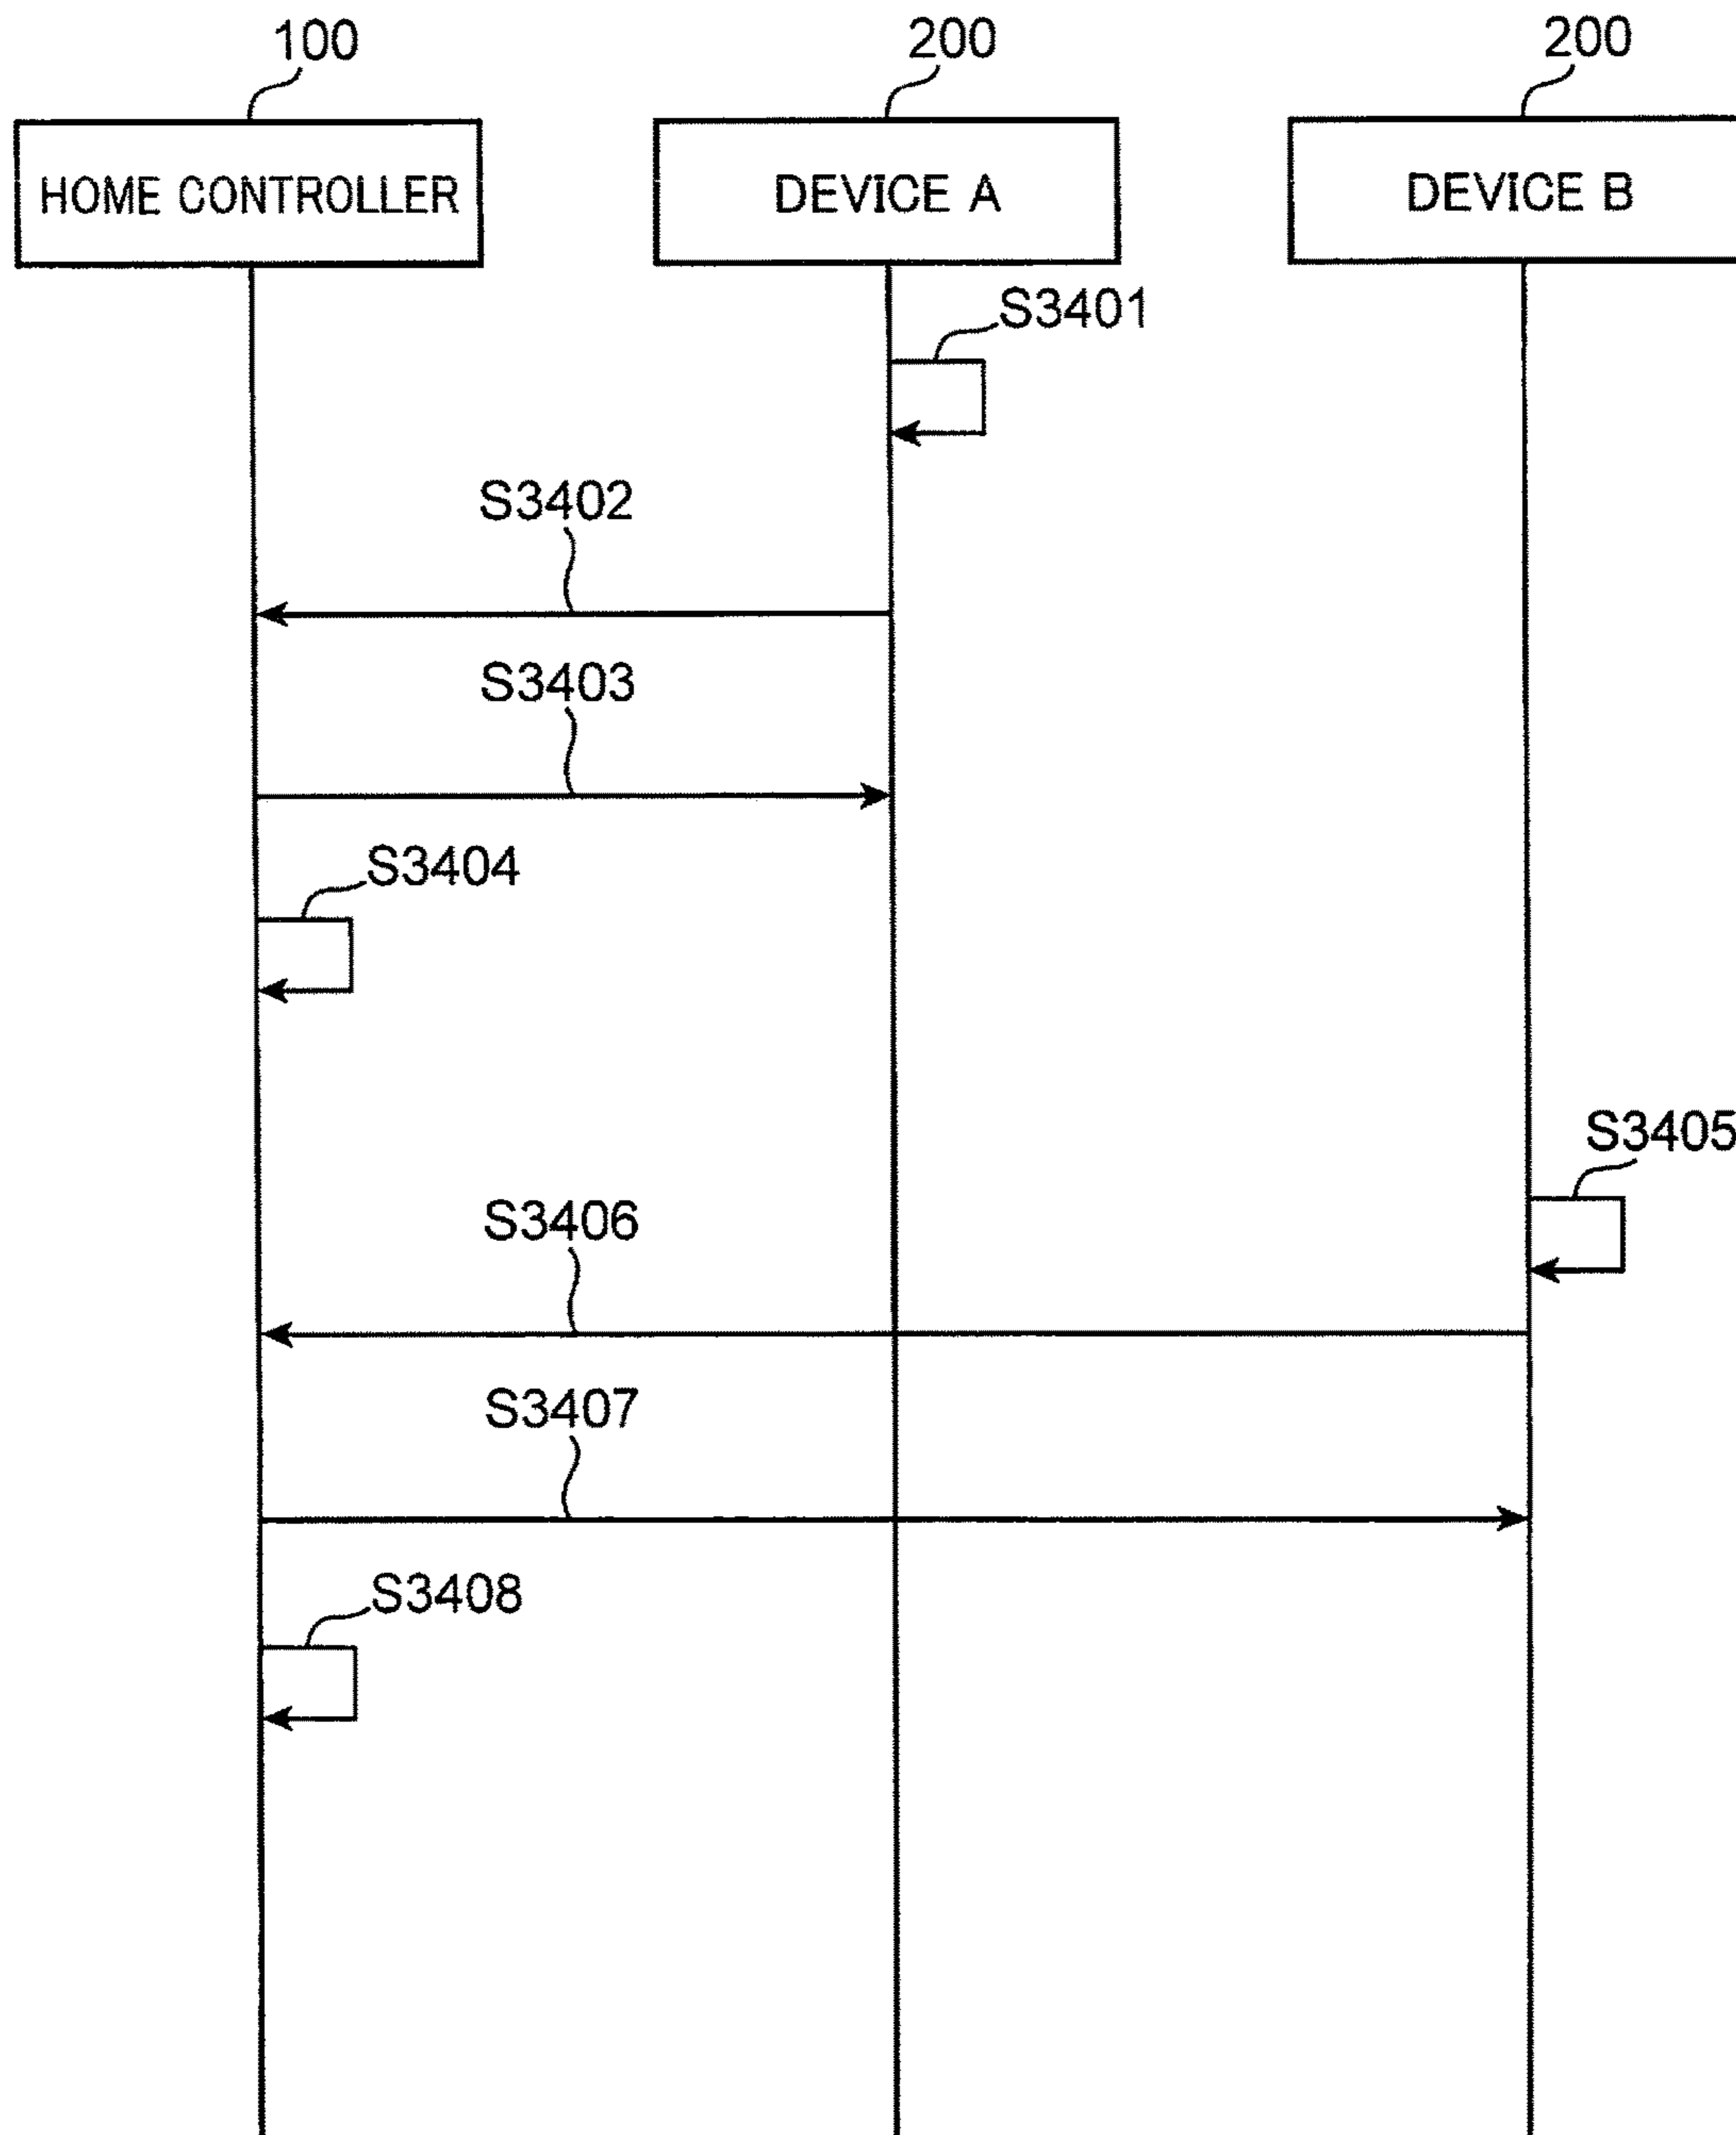 100
200
200
HOME CONTROLLER
DEVICE A
DEVICE B
S3401
S3402
S3403
S3404
S3405
S3406
S3407
S3408